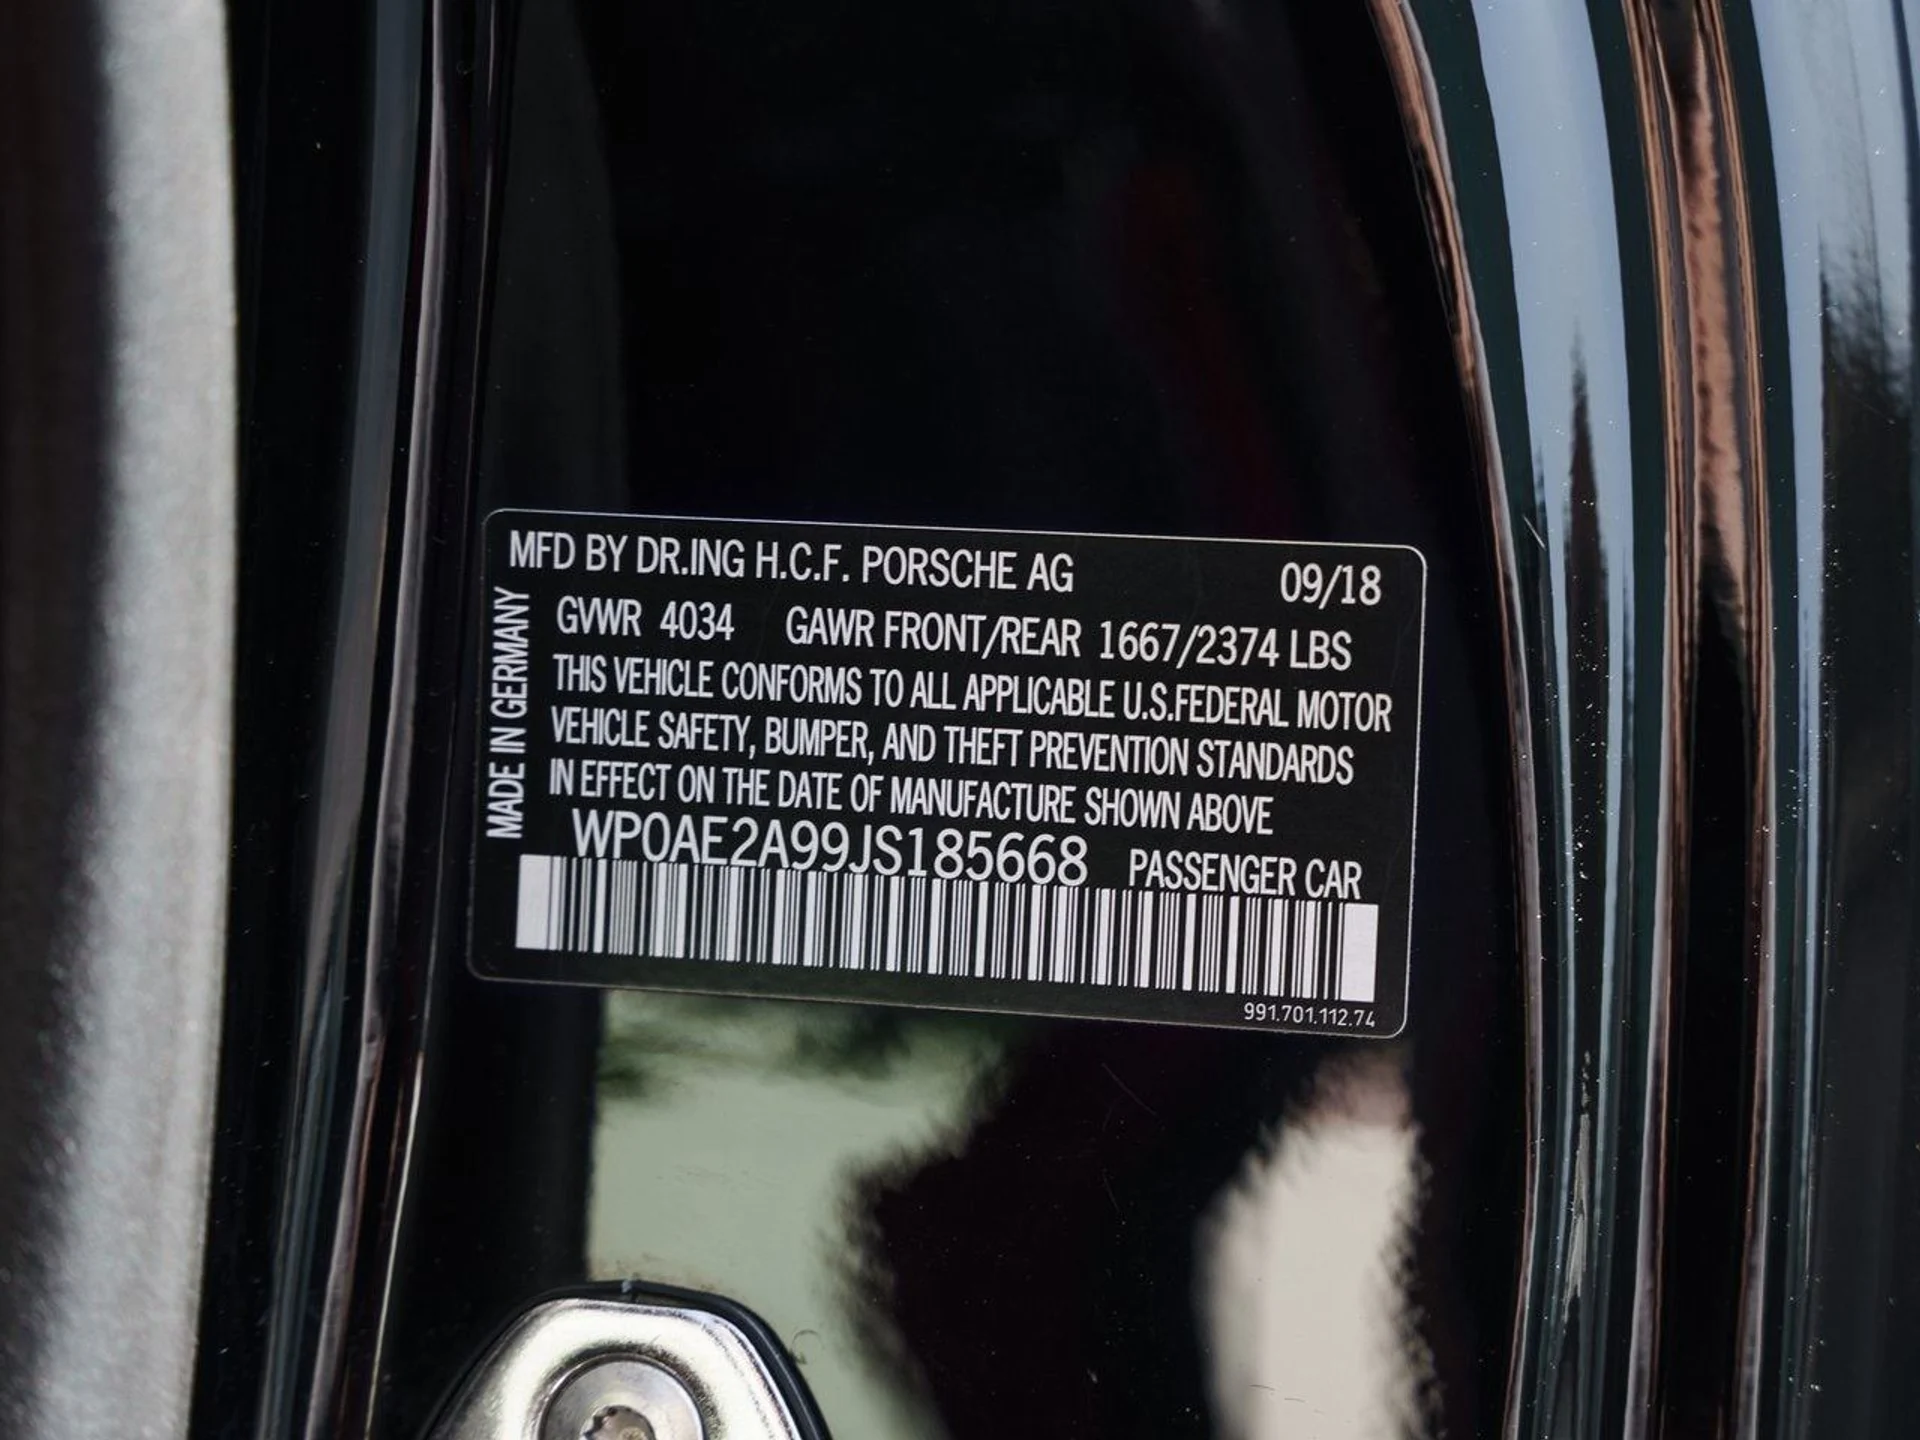 MFD BY DR.ING H.C.F. PORSCHE AG 09/18
MADE IN GERMANY
GVWR 4034 GAWR FRONT/REAR 1667/2374 LBS
THIS VEHICLE CONFORMS TO ALL APPLICABLE U.S.FEDERAL MOTOR
VEHICLE SAFETY, BUMPER, AND THEFT PREVENTION STANDARDS
IN EFFECT ON THE DATE OF MANUFACTURE SHOWN ABOVE
WP0AE2A99JS185668 PASSENGER CAR
991.701.112.74